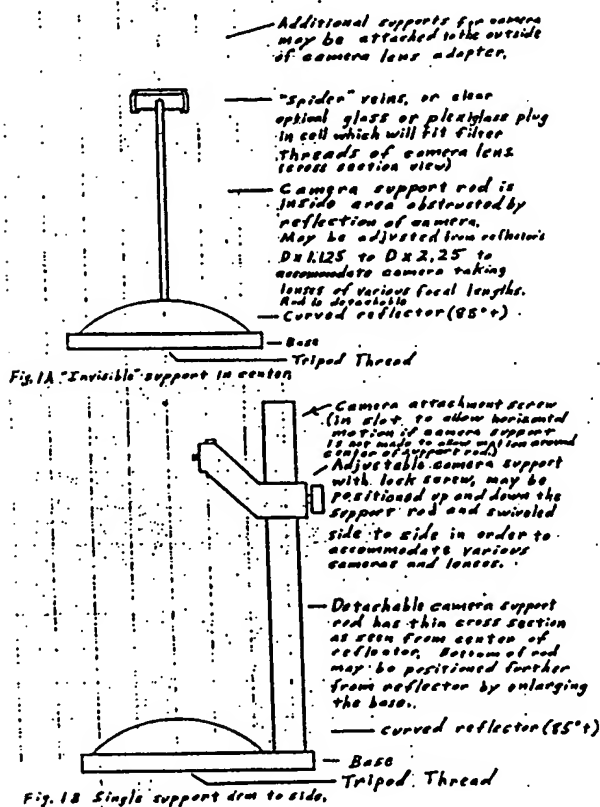 Additional supports for camera
may be attached to the outside
of camera lens adapter.
"Spider" veins, or clear
optical glass or plexiglass plug
in cell which will fit filter
threads of camera lens
(cross section view)
Camera support rod is
inside area obstructed by
reflection of camera.
May be adjusted from reflector's
D x 1.125 to D x 2.25 to
accommodate camera taking
lenses of various focal lengths.
Rod is detachable
Curved reflector (85°+)
Base
Tripod Thread
Fig. 1A "Invisible" support in center.
Camera attachment screw
(in slot to allow horizontal
motion if camera support
is not made to allow motion around
center of support rod.)
Adjustable camera support
with lock screw, may be
positioned up and down the
support rod and swiveled
side to side in order to
accommodate various
cameras and lenses.
Detachable camera support
rod has thin cross section
as seen from center of
reflector. Bottom of rod
may be positioned further
from reflector by enlarging
the base.
curved reflector (85°+)
Base
Tripod Thread
Fig. 1B Single support arm to side.